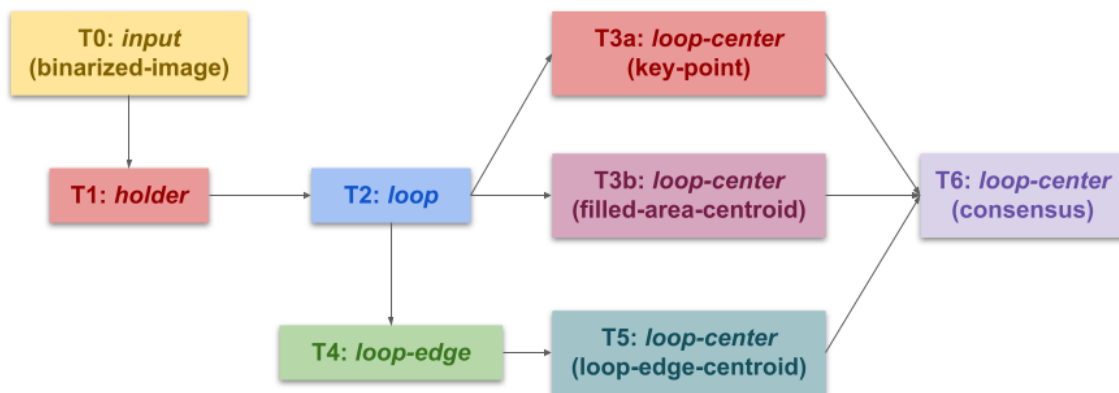 T0: input
(binarized-image)
T3a: loop-center
(key-point)
T1: holder
T2: loop
T3b: loop-center
(filled-area-centroid)
T6: loop-center
(consensus)
T4: loop-edge
T5: loop-center
(loop-edge-centroid)